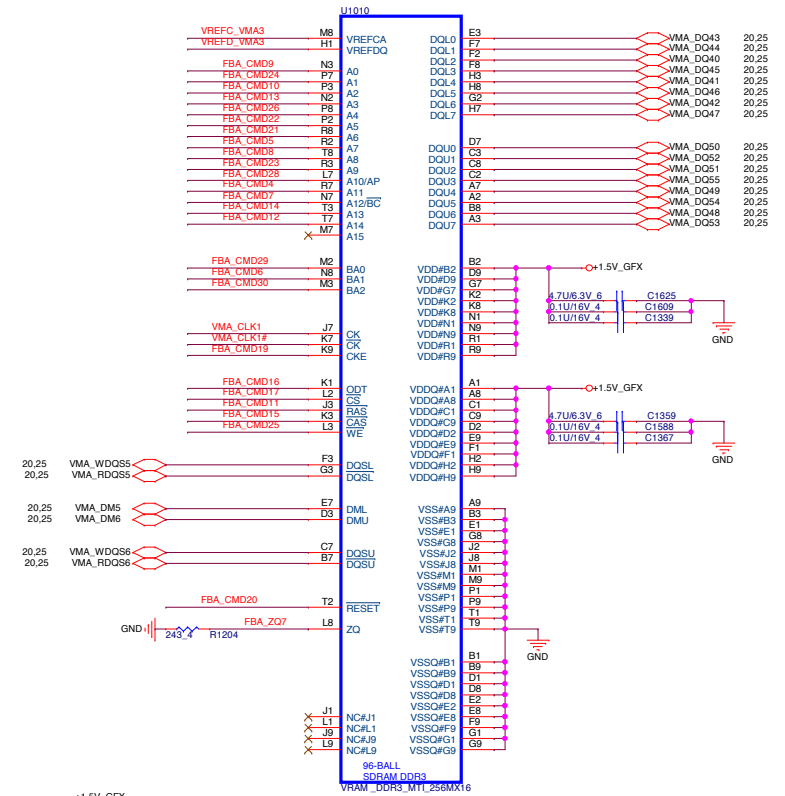 U1010
VREFC_VMA3 M8 VREFCA DQL0 E3 VMA_DQ43 20,25
VREFD_VMA3 H1 VREFDQ DQL1 F7 VMA_DQ44 20,25
DQL2 F2 VMA_DQ40 20,25
FBA_CMD9 N3 A0 DQL3 F8 VMA_DQ45 20,25
FBA_CMD24 P7 A1 DQL4 H3 VMA_DQ41 20,25
FBA_CMD10 P3 A2 DQL5 H8 VMA_DQ46 20,25
FBA_CMD13 N2 A3 DQL6 G2 VMA_DQ42 20,25
FBA_CMD26 P8 A4 DQL7 H7 VMA_DQ47 20,25
FBA_CMD22 P2 A5
FBA_CMD21 R8 A6
FBA_CMD5 R2 A7 DQU0 D7 VMA_DQ50 20,25
FBA_CMD8 T8 A8 DQU1 C3 VMA_DQ52 20,25
FBA_CMD23 R3 A9 DQU2 C8 VMA_DQ51 20,25
FBA_CMD28 L7 A10/AP DQU3 C2 VMA_DQ55 20,25
FBA_CMD4 R7 A11 DQU4 A7 VMA_DQ49 20,25
FBA_CMD7 N7 A12/BC DQU5 A2 VMA_DQ54 20,25
FBA_CMD14 T3 A13 DQU6 B8 VMA_DQ48 20,25
FBA_CMD12 T7 A14 DQU7 A3 VMA_DQ53 20,25
M7 A15
FBA_CMD29 M2 BA0 VDD#B2 B2 +1.5V_GFX
FBA_CMD6 N8 BA1 VDD#D9 D9
FBA_CMD30 M3 BA2 VDD#G7 G7
VDD#K2 K2 4.7U/6.3V_6 C1625
VDD#K8 K8 0.1U/16V_4 C1609
VDD#N1 N1 0.1U/16V_4 C1339
VMA_CLK1 J7 CK VDD#N9 N9
VMA_CLK1# K7 CK VDD#R1 R1 GND
FBA_CMD19 K9 CKE VDD#R9 R9
FBA_CMD16 K1 ODT VDDQ#A1 A1 +1.5V_GFX
FBA_CMD17 L2 CS VDDQ#A8 A8
FBA_CMD11 J3 RAS VDDQ#C1 C1
FBA_CMD15 K3 CAS VDDQ#C9 C9 4.7U/6.3V_6 C1359
FBA_CMD25 L3 WE VDDQ#D2 D2 0.1U/16V_4 C1588
VDDQ#E9 E9 0.1U/16V_4 C1367
VDDQ#F1 F1
20,25 VMA_WDQS5 F3 DQSL VDDQ#H2 H2 GND
20,25 VMA_RDQS5 G3 DQSL VDDQ#H9 H9
20,25 VMA_DM5 E7 DML VSS#A9 A9
20,25 VMA_DM6 D3 DMU VSS#B3 B3
VSS#E1 E1
VSS#G8 G8
20,25 VMA_WDQS6 C7 DQSU VSS#J2 J2
20,25 VMA_RDQS6 B7 DQSU VSS#J8 J8
VSS#M1 M1
VSS#M9 M9
VSS#P1 P1
FBA_CMD20 T2 RESET VSS#P9 P9
VSS#T1 T1
GND 243_4 R1204 FBA_ZQ7 L8 ZQ VSS#T9 T9
GND
VSSQ#B1 B1
VSSQ#B9 B9
VSSQ#D1 D1
VSSQ#D8 D8
VSSQ#E2 E2
J1 NC#J1 VSSQ#E8 E8
L1 NC#L1 VSSQ#F9 F9
J9 NC#J9 VSSQ#G1 G1
L9 NC#L9 VSSQ#G9 G9
96-BALL
SDRAM DDR3
VRAM _DDR3_MTI_256MX16
+1.5V_GFX